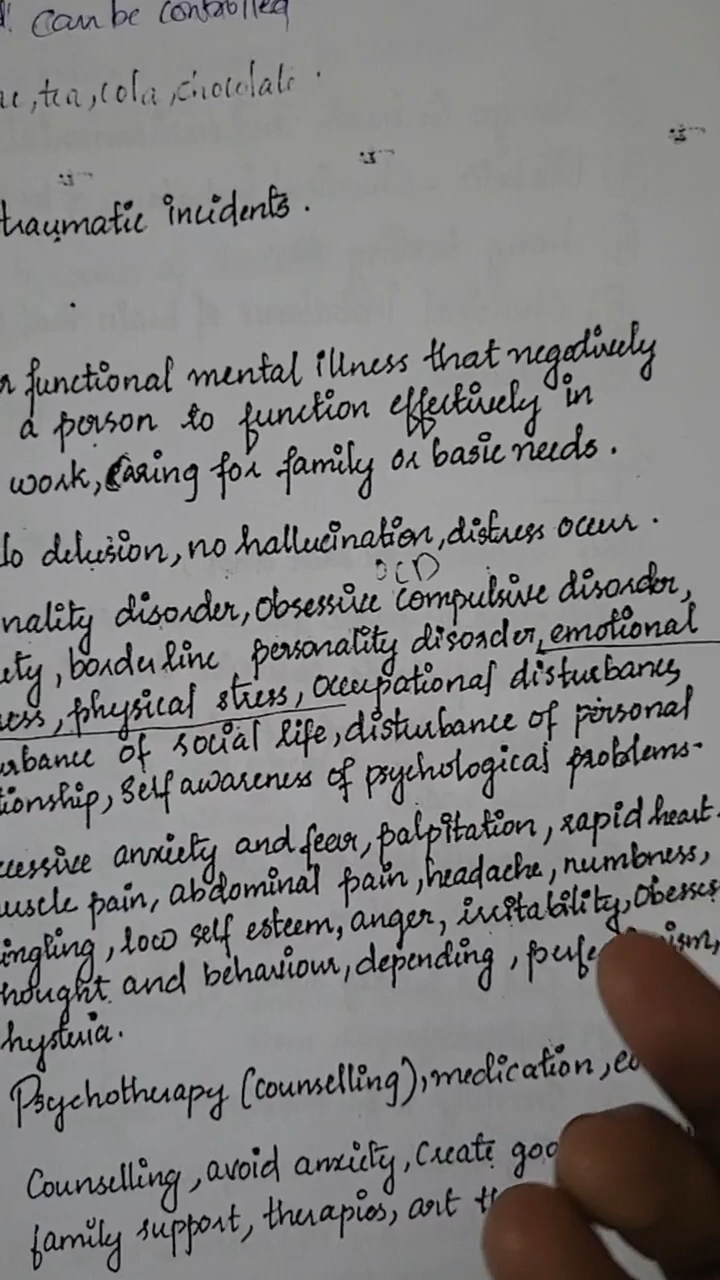 can be controlled
, tea, cola, chocolate.
traumatic incidents.
functional mental illness that negatively
a person to function effectively in
work, Caring for family or basic needs.
delusion, no hallucination, distress occur.
OCD
nality disorder, Obsessive compulsive disorder,
ety, borderline personality disorder, emotional
ess, physical stress, occupational disturbances
rbance of social life, disturbance of personal
tionship, Self awareness of psychological problems.
cessive anxiety and fear, palpitation, rapid heart
uscle pain, abdominal pain, headache, numbness,
ingling, low self esteem, anger, irritability, Obsess
hought and behaviour, depending,
hysteria.
Psychotherapy (counselling), medication,
Counselling, avoid anxiety, Create
family support, therapies, art